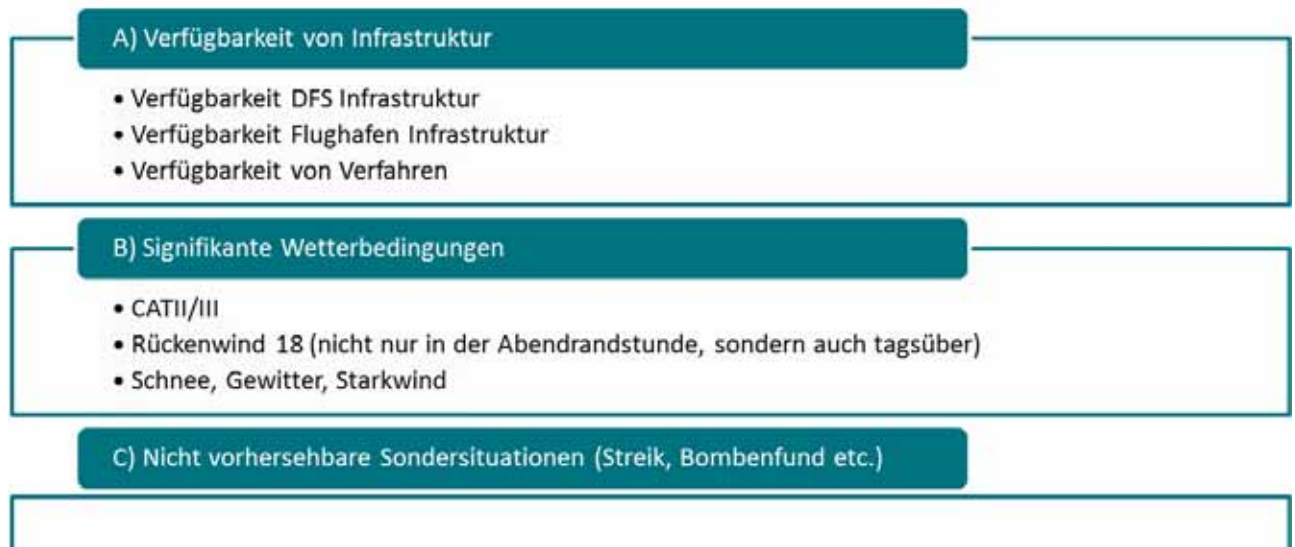 A) Verfügbarkeit von Infrastruktur
• Verfügbarkeit DFS Infrastruktur
• Verfügbarkeit Flughafen Infrastruktur
• Verfügbarkeit von Verfahren
B) Signifikante Wetterbedingungen
• CATII/III
• Rückenwind 18 (nicht nur in der Abendrandstunde, sondern auch tagsüber)
• Schnee, Gewitter, Starkwind
C) Nicht vorhersehbare Sondersituationen (Streik, Bombenfund etc.)